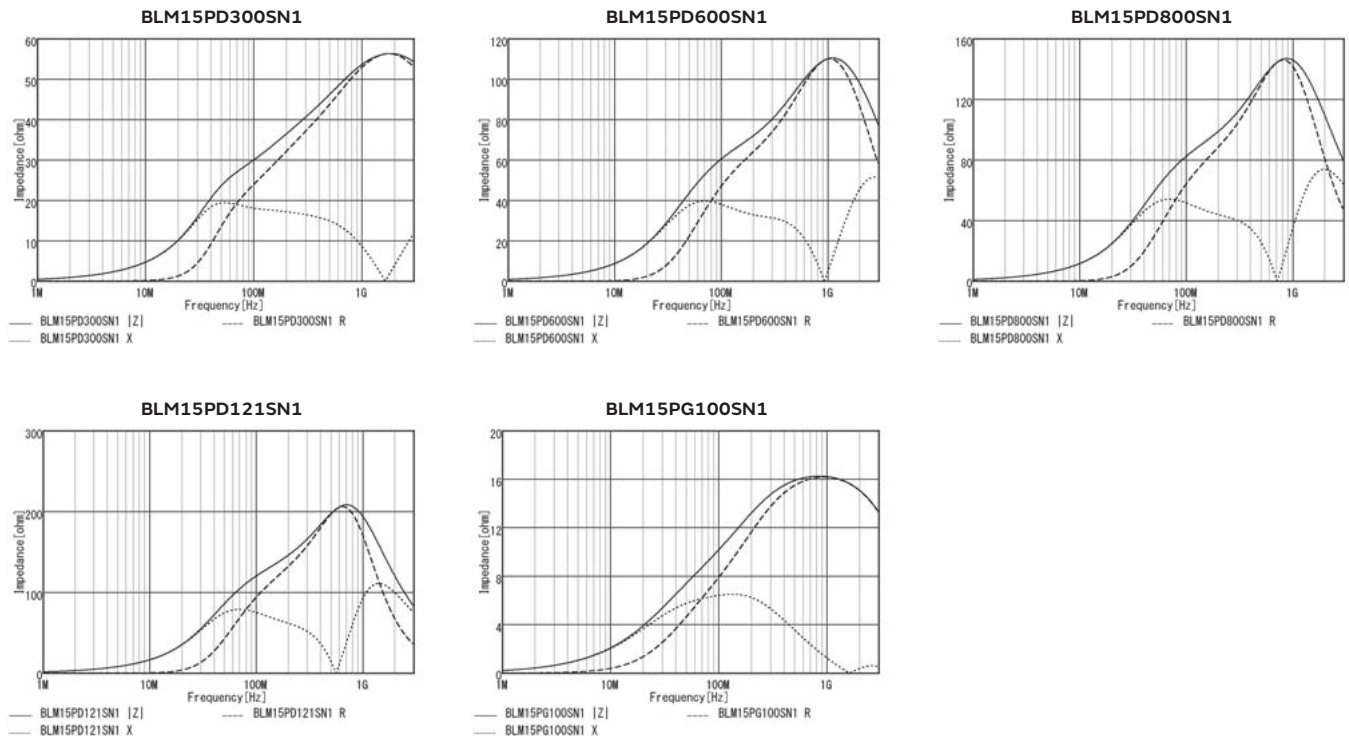 BLM15PD300SN1
60
50
40
30
20
10
0
Impedance[ohm]
1M 10M 100M 1G
Frequency[Hz]
BLM15PD300SN1 |Z| BLM15PD300SN1 R
BLM15PD300SN1 X
BLM15PD600SN1
120
100
80
60
40
20
0
Impedance[ohm]
1M 10M 100M 1G
Frequency[Hz]
BLM15PD600SN1 |Z| BLM15PD600SN1 R
BLM15PD600SN1 X
BLM15PD800SN1
160
120
80
40
0
Impedance[ohm]
1M 10M 100M 1G
Frequency[Hz]
BLM15PD800SN1 |Z| BLM15PD800SN1 R
BLM15PD800SN1 X
BLM15PD121SN1
300
200
100
0
Impedance[ohm]
1M 10M 100M 1G
Frequency[Hz]
BLM15PD121SN1 |Z| BLM15PD121SN1 R
BLM15PD121SN1 X
BLM15PG100SN1
20
16
12
8
4
0
Impedance[ohm]
1M 10M 100M 1G
Frequency[Hz]
BLM15PG100SN1 |Z| BLM15PG100SN1 R
BLM15PG100SN1 X